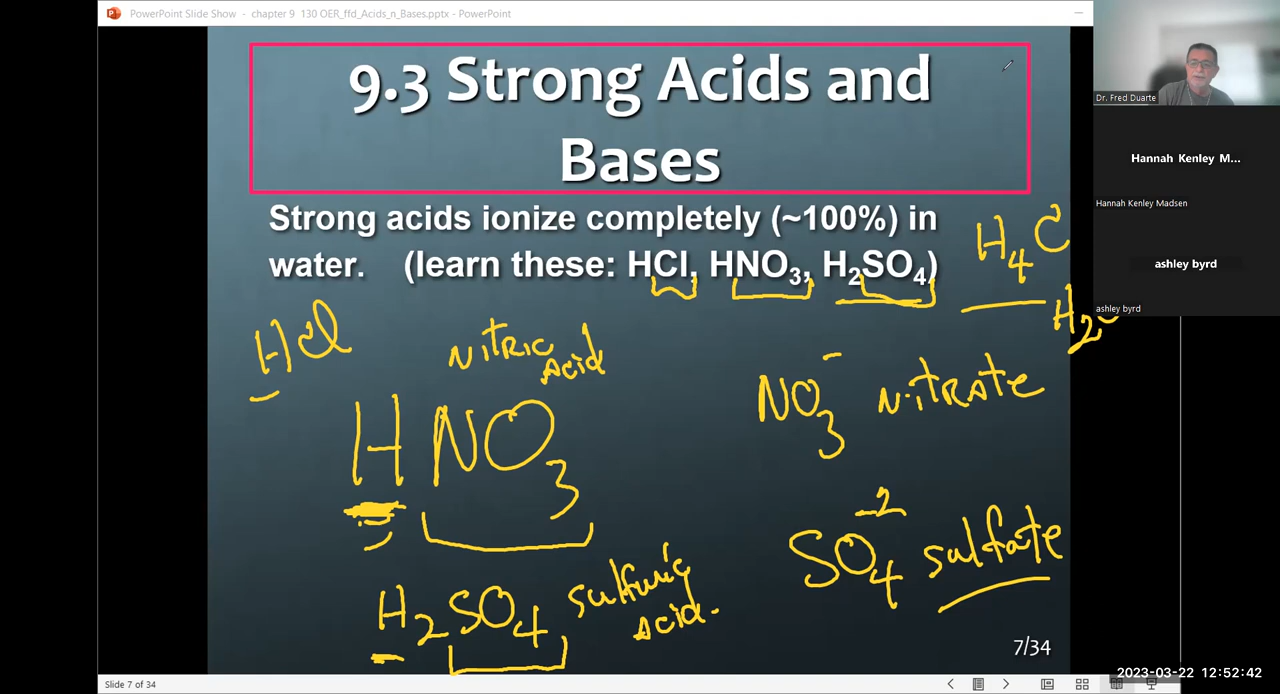 PowerPoint Slide Show - chapter 9 130 OER_ffd_Acids_n_Bases.pptx - PowerPoint
9.3 Strong Acids and
Bases
Strong acids ionize completely (~100%) in
water. (learn these: HCl, HNO₃, H₂SO₄)
H₄C
H₂
HCl
Nitric
Acid
NO₃⁻ Nitrate
HNO₃
SO₄⁻² sulfate
H₂SO₄ sulfuric
Acid.
7/34
Dr. Fred Duarte
Hannah Kenley M...
Hannah Kenley Madsen
ashley byrd
ashley byrd
Slide 7 of 34
2023-03-22 12:52:42